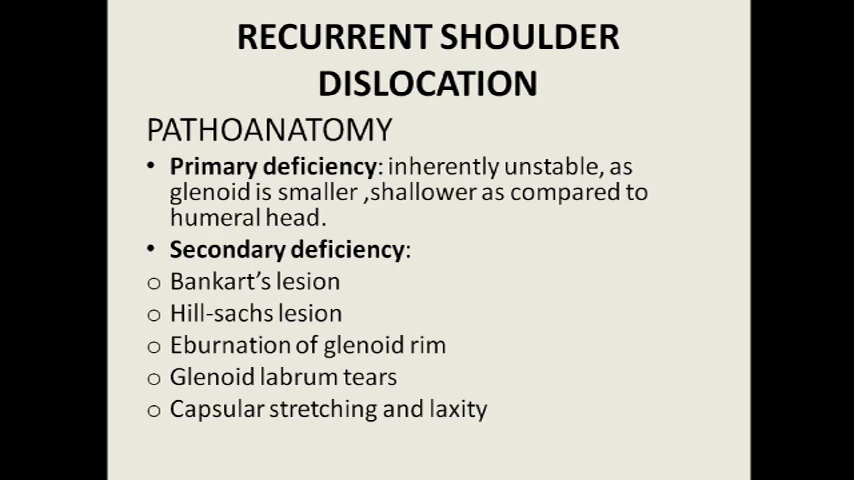 RECURRENT SHOULDER
DISLOCATION
PATHOANATOMY
• Primary deficiency: inherently unstable, as
glenoid is smaller ,shallower as compared to
humeral head.
• Secondary deficiency:
o Bankart's lesion
o Hill-sachs lesion
o Eburnation of glenoid rim
o Glenoid labrum tears
o Capsular stretching and laxity